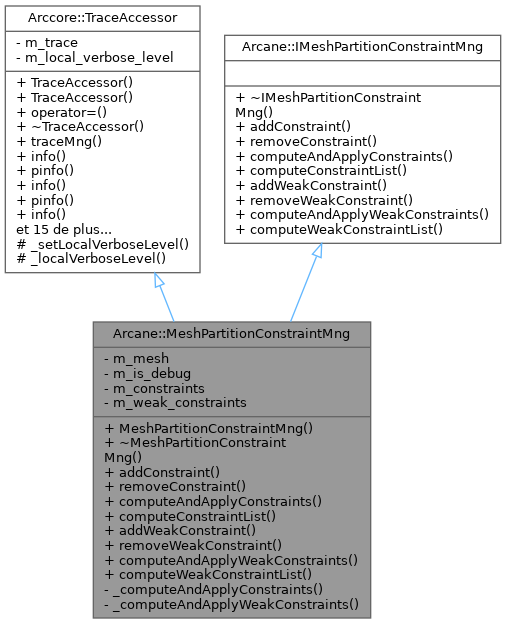 Arccore::TraceAccessor
- m_trace
- m_local_verbose_level
+ TraceAccessor()
+ TraceAccessor()
+ operator=()
+ ~TraceAccessor()
+ traceMng()
+ info()
+ pinfo()
+ info()
+ pinfo()
+ info()
et 15 de plus...
# _setLocalVerboseLevel()
# _localVerboseLevel()
Arcane::IMeshPartitionConstraintMng
+ ~IMeshPartitionConstraint
Mng()
+ addConstraint()
+ removeConstraint()
+ computeAndApplyConstraints()
+ computeConstraintList()
+ addWeakConstraint()
+ removeWeakConstraint()
+ computeAndApplyWeakConstraints()
+ computeWeakConstraintList()
Arcane::MeshPartitionConstraintMng
- m_mesh
- m_is_debug
- m_constraints
- m_weak_constraints
+ MeshPartitionConstraintMng()
+ ~MeshPartitionConstraint
Mng()
+ addConstraint()
+ removeConstraint()
+ computeAndApplyConstraints()
+ computeConstraintList()
+ addWeakConstraint()
+ removeWeakConstraint()
+ computeAndApplyWeakConstraints()
+ computeWeakConstraintList()
- _computeAndApplyConstraints()
- _computeAndApplyWeakConstraints()